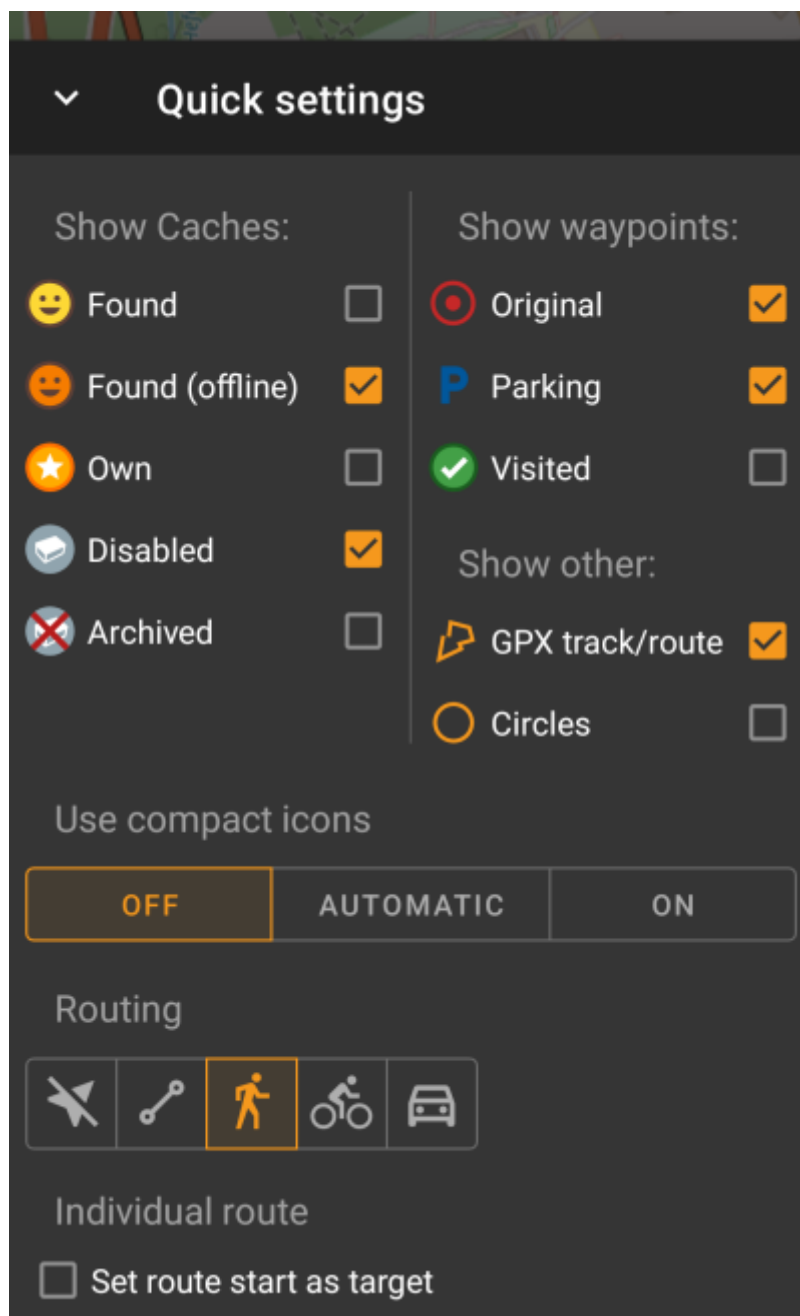 Quick settings
Show Caches:
Found
Found (offline)
Own
Disabled
Archived
Show waypoints:
Original
P Parking
Visited
Show other:
GPX track/route
Circles
Use compact icons
OFF AUTOMATIC ON
Routing
Individual route
Set route start as target